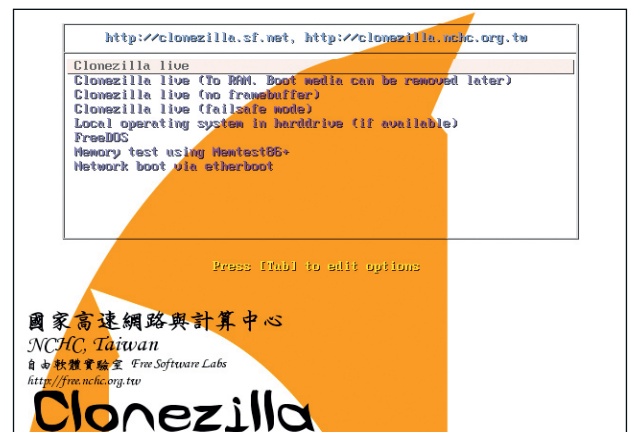 http://clonezilla.sf.net, http://clonezilla.nchc.org.tw
Clonezilla live
Clonezilla live (To RAM. Boot media can be removed later)
Clonezilla live (no framebuffer)
Clonezilla live (failsafe mode)
Local operating system in harddrive (if available)
FreeDOS
Memory test using Memtest86+
Network boot via etherboot
Press [Tab] to edit options
國家高速網路與計算中心
NCHC, Taiwan
自由軟體實驗室 Free Software Labs
http://free.nchc.org.tw
Clonezilla